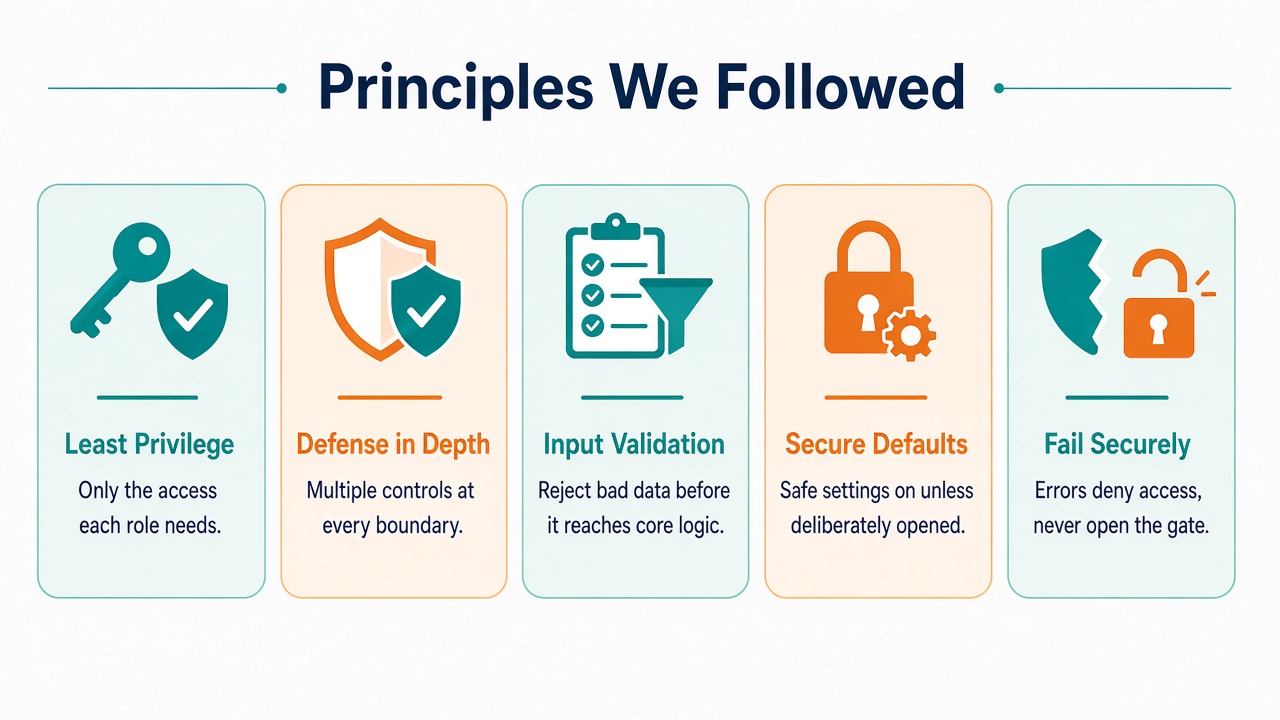 Principles We Followed
Least Privilege
Only the access
each role needs.
Defense in Depth
Multiple controls at
every boundary.
Input Validation
Reject bad data before
it reaches core logic.
Secure Defaults
Safe settings on unless
deliberately opened.
Fail Securely
Errors deny access,
never open the gate.